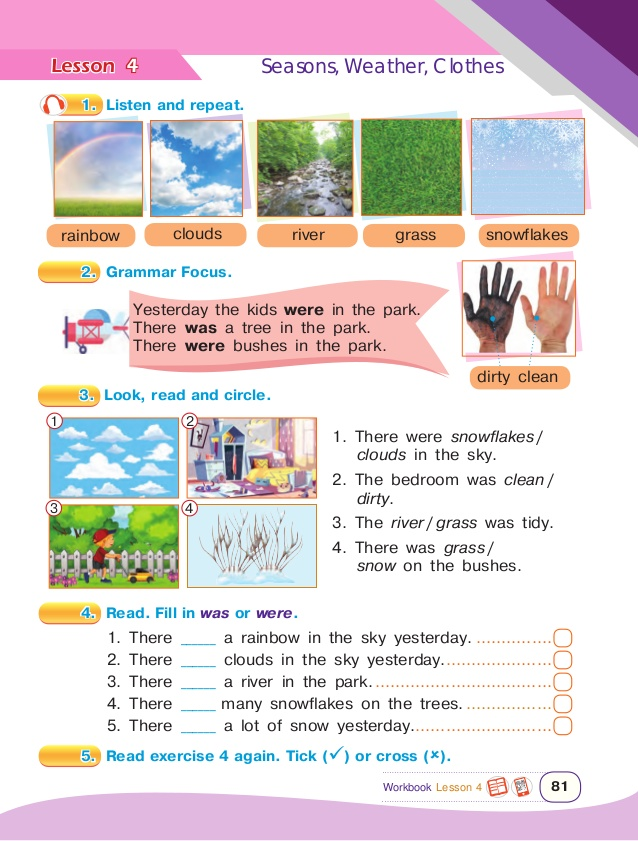 Lesson 4
Seasons, Weather, Clothes
1. Listen and repeat.
rainbow
clouds
river
grass
snowflakes
2. Grammar Focus.
Yesterday the kids were in the park.
There was a tree in the park.
There were bushes in the park.
dirty clean
3. Look, read and circle.
1
2
3
4
1. There were snowflakes/
clouds in the sky.
2. The bedroom was clean/
dirty.
3. The river/grass was tidy.
4. There was grass/
snow on the bushes.
4. Read. Fill in was or were.
1. There _____ a rainbow in the sky yesterday. ...............
2. There _____ clouds in the sky yesterday......................
3. There _____ a river in the park...................................
4. There _____ many snowflakes on the trees. .................
5. There _____ a lot of snow yesterday............................
5. Read exercise 4 again. Tick (✓) or cross (×).
Workbook Lesson 4
81